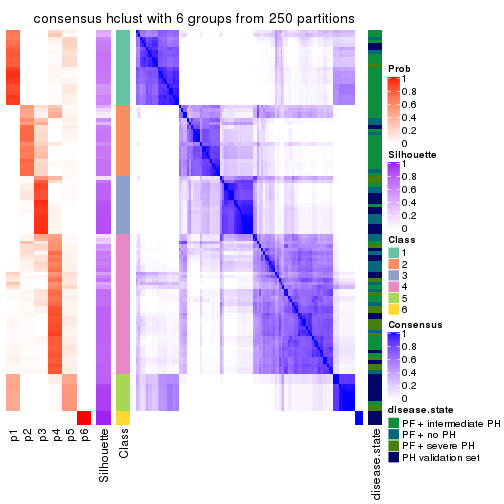 consensus hclust with 6 groups from 250 partitions
Prob
1
0.8
0.6
0.4
0.2
0
Silhouette
1
0.8
0.6
0.4
0.2
0
Class
1
2
3
4
5
6
Consensus
1
0.8
0.6
0.4
0.2
0
disease.state
PF + intermediate PH
PF + no PH
PF + severe PH
PH validation set
p1
p2
p3
p4
p5
p6
Silhouette
Class
disease.state